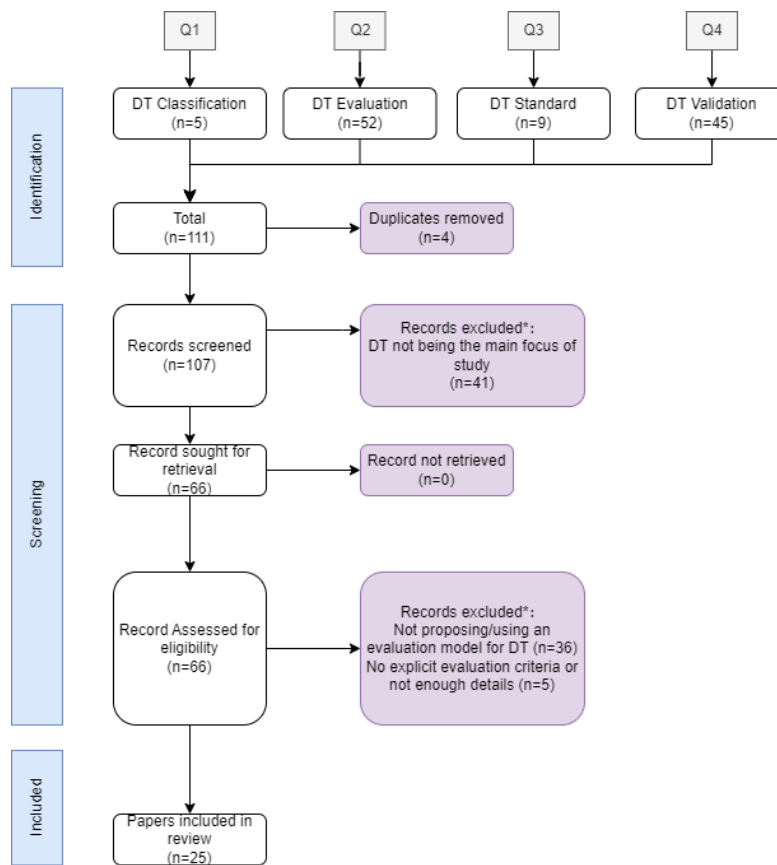 Q1
Q2
Q3
Q4
DT Classification
(n=5)
DT Evaluation
(n=52)
DT Standard
(n=9)
DT Validation
(n=45)
Identification
Total
(n=111)
Duplicates removed
(n=4)
Screening
Records screened
(n=107)
Records excluded*:
DT not being the main focus of
study
(n=41)
Record sought for
retrieval
(n=66)
Record not retrieved
(n=0)
Record Assessed for
eligibility
(n=66)
Records excluded*:
Not proposing/using an
evaluation model for DT (n=36)
No explicit evaluation criteria or
not enough details (n=5)
Included
Papers included in
review
(n=25)